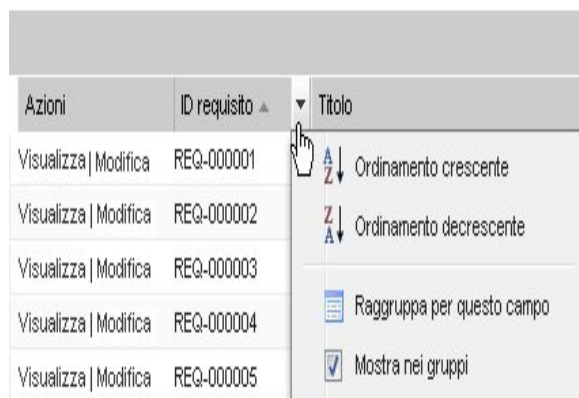 Azioni ID requisito Titolo
Visualizza | Modifica REQ-000001 Ordinamento crescente
Visualizza | Modifica REQ-000002 Ordinamento decrescente
Visualizza | Modifica REQ-000003
Visualizza | Modifica REQ-000004 Raggruppa per questo campo
Visualizza | Modifica REQ-000005 Mostra nei gruppi